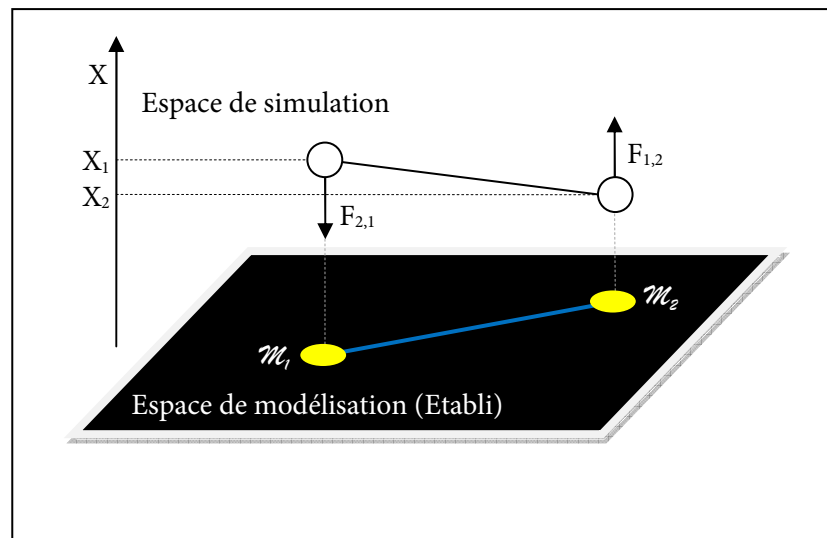 X
Espace de simulation
X₁
F₁,₂
X₂
F₂,₁
m₂
m₁
Espace de modélisation (Etabli)